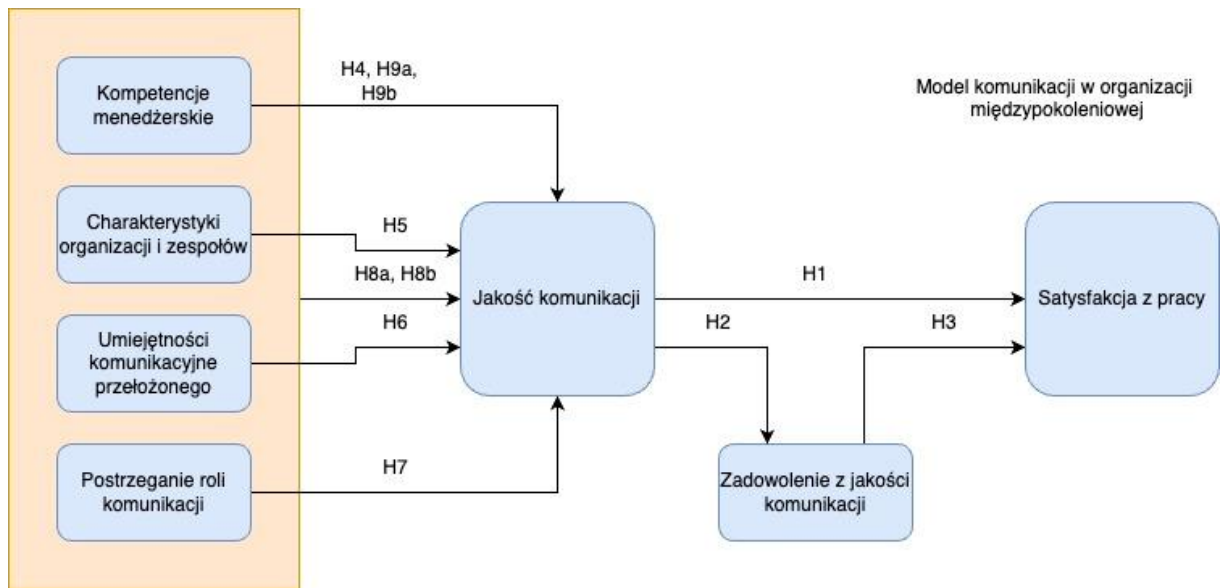 Kompetencje
menedżerskie
H4, H9a,
H9b
Model komunikacji w organizacji
międzypokoleniowej
Charakterystyki
organizacji i zespołów
H5
H8a, H8b
Jakość komunikacji
H1
Satysfakcja z pracy
Umiejętności
komunikacyjne
przełożonego
H6
H2
H3
Postrzeganie roli
komunikacji
H7
Zadowolenie z jakości
komunikacji